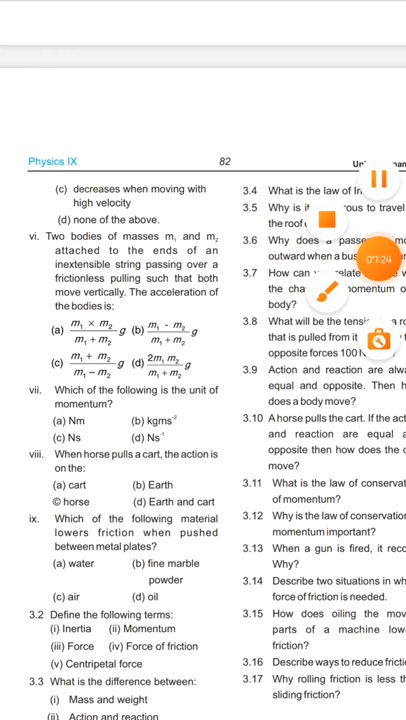 Physics IX
82
(c) decreases when moving with
high velocity
(d) none of the above.
vi. Two bodies of masses m₁ and m₂
attached to the ends of an
inextensible string passing over a
frictionless pulling such that both
move vertically. The acceleration of
the bodies is:
(a) m₁ × m₂ / m₁ + m₂ g (b) m₁ - m₂ / m₁ + m₂ g
(c) m₁ + m₂ / m₁ − m₂ g (d) 2m₁ m₂ / m₁ + m₂ g
vii. Which of the following is the unit of
momentum?
(a) Nm (b) kgms⁻²
(c) Ns (d) Ns⁻¹
viii. When horse pulls a cart, the action is
on the:
(a) cart (b) Earth
© horse (d) Earth and cart
ix. Which of the following material
lowers friction when pushed
between metal plates?
(a) water (b) fine marble
powder
(c) air (d) oil
3.2 Define the following terms:
(i) Inertia (ii) Momentum
(iii) Force (iv) Force of friction
(v) Centripetal force
3.3 What is the difference between:
(i) Mass and weight
(ii) Action and reaction
3.4 What is the law of
3.5 Why is to travel
the roof
3.6 Why does a
outward when a
3.7 How can
the momentum
body?
3.8 What will be the
that is pulled from
opposite forces 100
3.9 Action and reaction are
equal and opposite. Then
does a body move?
3.10 A horse pulls the cart. If the
and reaction are equal
opposite then how does the
move?
3.11 What is the law of
of momentum?
3.12 Why is the law of
momentum important?
3.13 When a gun is fired, it
Why?
3.14 Describe two situations in
force of friction is needed.
3.15 How does oiling the
parts of a machine
friction?
3.16 Describe ways to reduce
3.17 Why rolling friction is less
sliding friction?
07:24